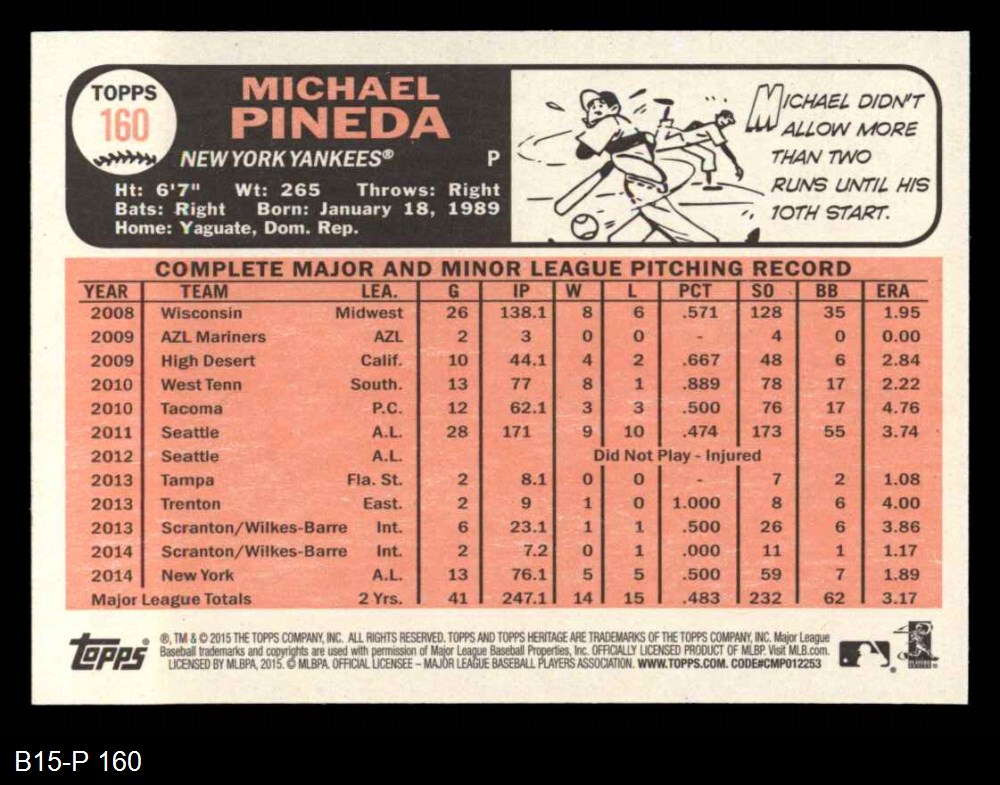 TOPPS
160
MICHAEL
PINEDA
NEW YORK YANKEES® P
Ht: 6'7" Wt: 265 Throws: Right
Bats: Right Born: January 18, 1989
Home: Yaguate, Dom. Rep.
MICHAEL DIDN'T
ALLOW MORE
THAN TWO
RUNS UNTIL HIS
10TH START.
COMPLETE MAJOR AND MINOR LEAGUE PITCHING RECORD
YEAR TEAM LEA. G IP W L PCT SO BB ERA
2008 Wisconsin Midwest 26 138.1 8 6 .571 128 35 1.95
2009 AZL Mariners AZL 2 3 0 0 - 4 0 0.00
2009 High Desert Calif. 10 44.1 4 2 .667 48 6 2.84
2010 West Tenn South. 13 77 8 1 .889 78 17 2.22
2010 Tacoma P.C. 12 62.1 3 3 .500 76 17 4.76
2011 Seattle A.L. 28 171 9 10 .474 173 55 3.74
2012 Seattle A.L. Did Not Play - Injured
2013 Tampa Fla. St. 2 8.1 0 0 - 7 2 1.08
2013 Trenton East. 2 9 1 0 1.000 8 6 4.00
2013 Scranton/Wilkes-Barre Int. 6 23.1 1 1 .500 26 6 3.86
2014 Scranton/Wilkes-Barre Int. 2 7.2 0 1 .000 11 1 1.17
2014 New York A.L. 13 76.1 5 5 .500 59 7 1.89
Major League Totals 2 Yrs. 41 247.1 14 15 .483 232 62 3.17
Topps®
®, TM & © 2015 THE TOPPS COMPANY, INC. ALL RIGHTS RESERVED. TOPPS AND TOPPS HERITAGE ARE TRADEMARKS OF THE TOPPS COMPANY, INC. Major League
Baseball trademarks and copyrights are used with permission of Major League Baseball Properties, Inc. OFFICIALLY LICENSED PRODUCT OF MLBP. Visit MLB.com.
LICENSED BY MLBPA, 2015. © MLBPA. OFFICIAL LICENSEE – MAJOR LEAGUE BASEBALL PLAYERS ASSOCIATION. WWW.TOPPS.COM. CODE#CMP012253
B15-P 160